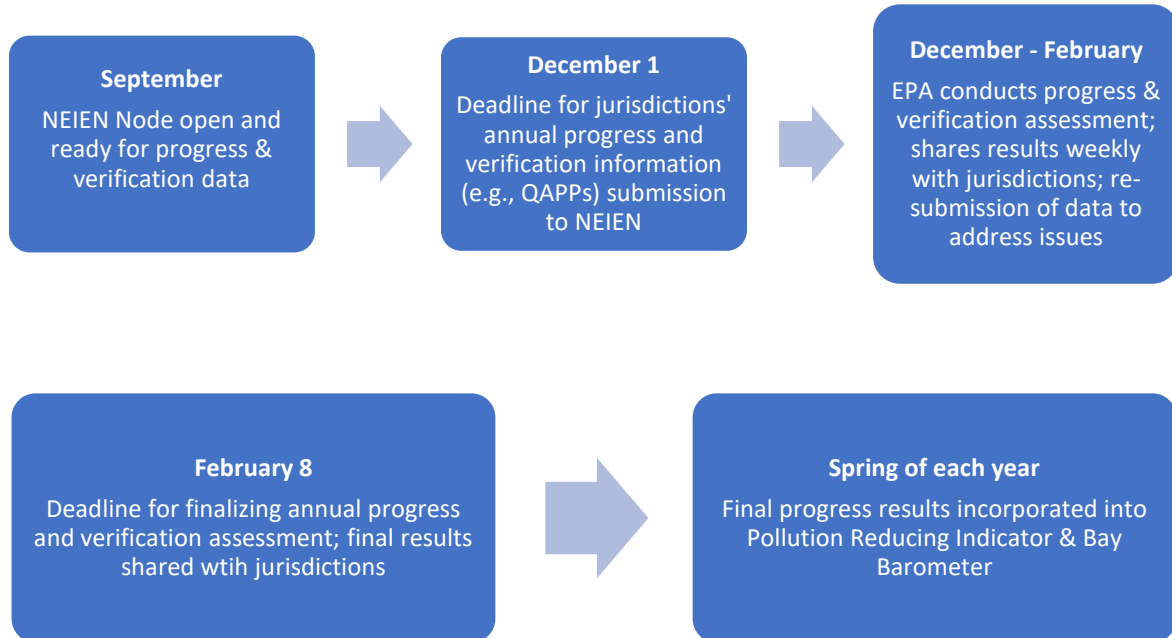 September
NEIEN Node open and
ready for progress &
verification data
December 1
Deadline for jurisdictions'
annual progress and
verification information
(e.g., QAPPs) submission
to NEIEN
December - February
EPA conducts progress &
verification assessment;
shares results weekly
with jurisdictions; re-
submission of data to
address issues
February 8
Deadline for finalizing annual progress
and verification assessment; final results
shared wtih jurisdictions
Spring of each year
Final progress results incorporated into
Pollution Reducing Indicator & Bay
Barometer